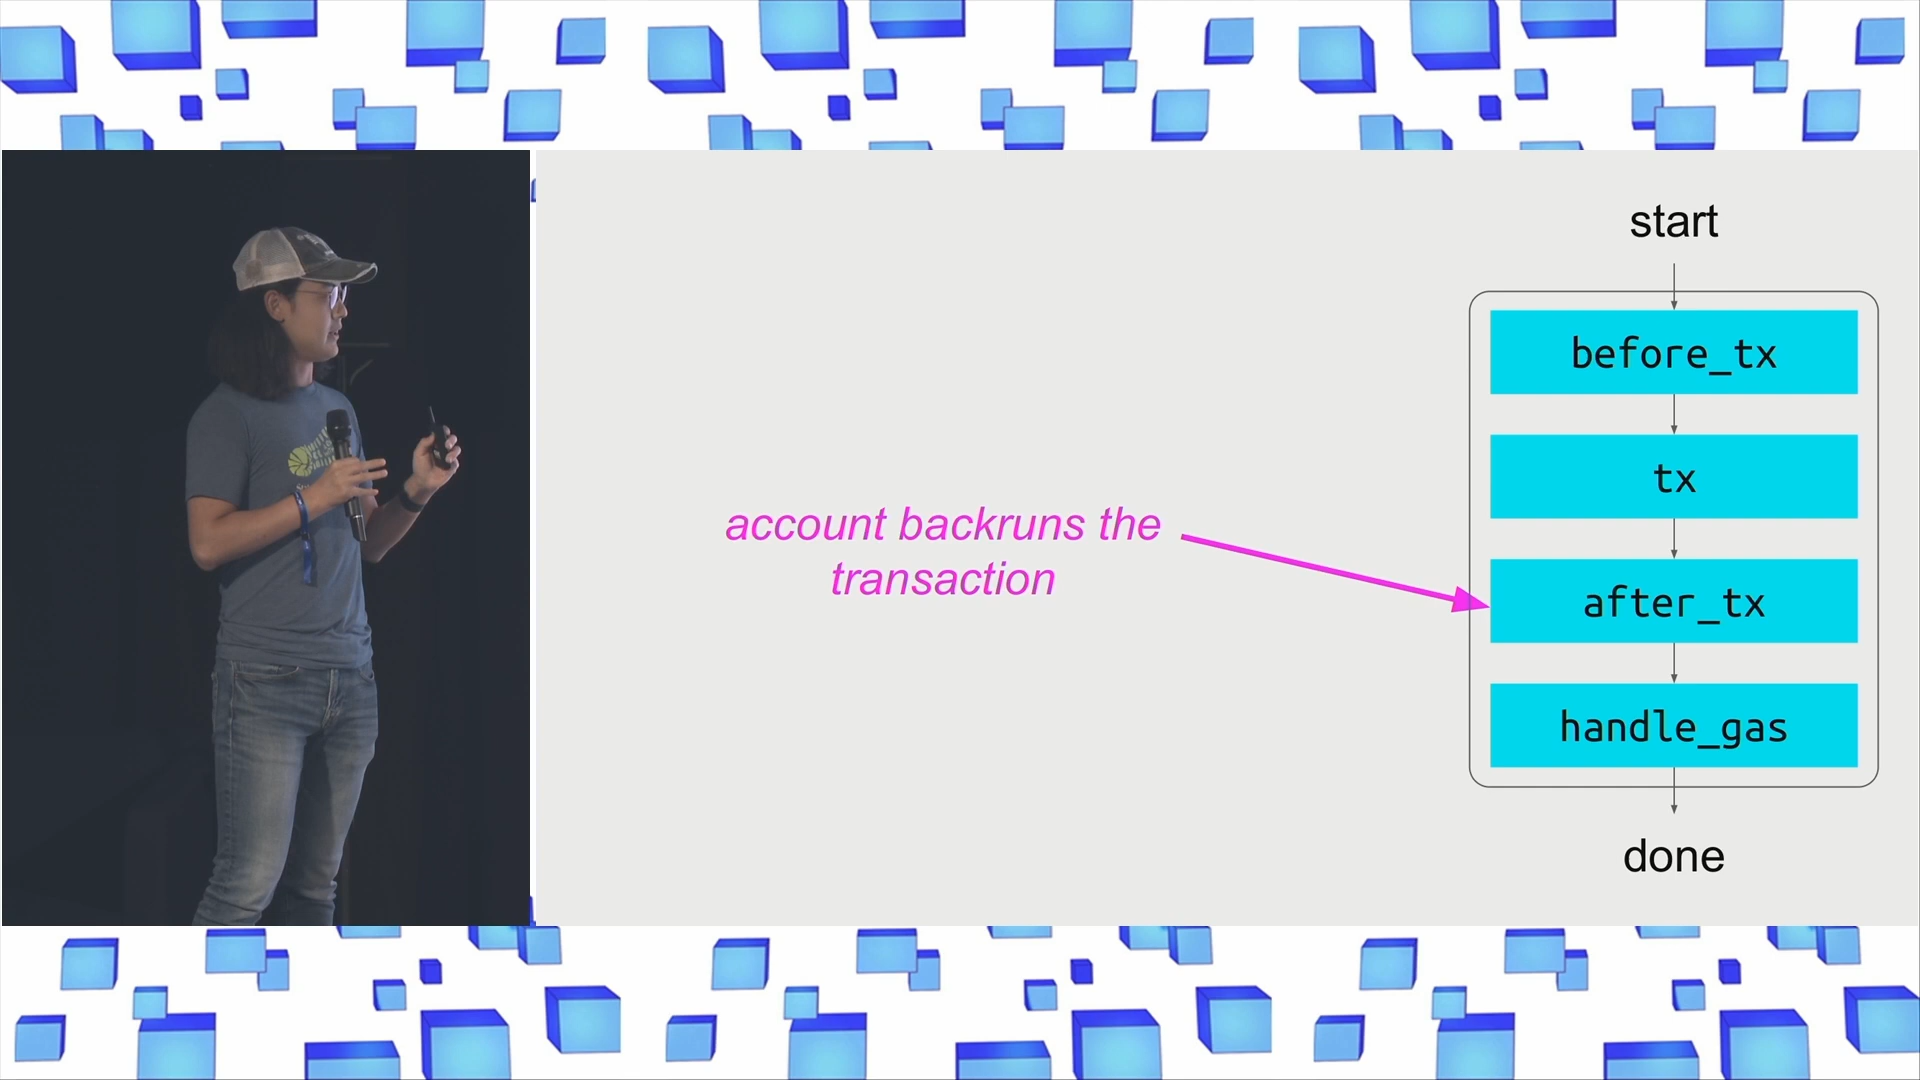 start
before_tx
tx
account backruns the
transaction
after_tx
handle_gas
done